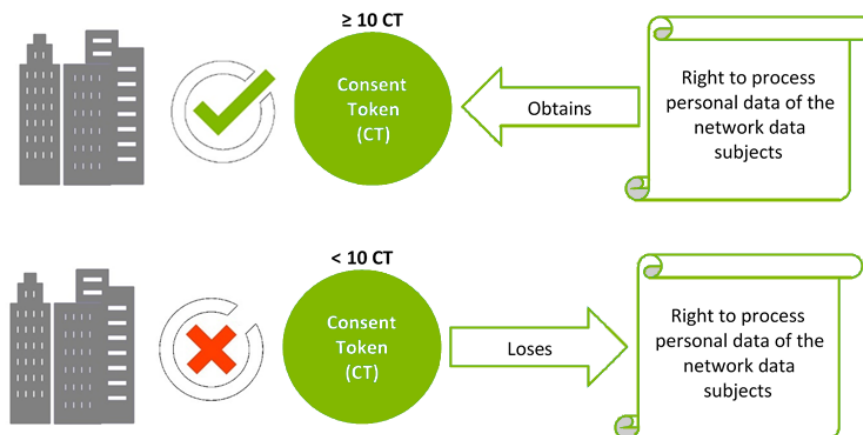 ≥ 10 CT
Consent
Token
(CT)
Obtains
Right to process
personal data of the
network data
subjects
< 10 CT
Consent
Token
(CT)
Loses
Right to process
personal data of the
network data
subjects